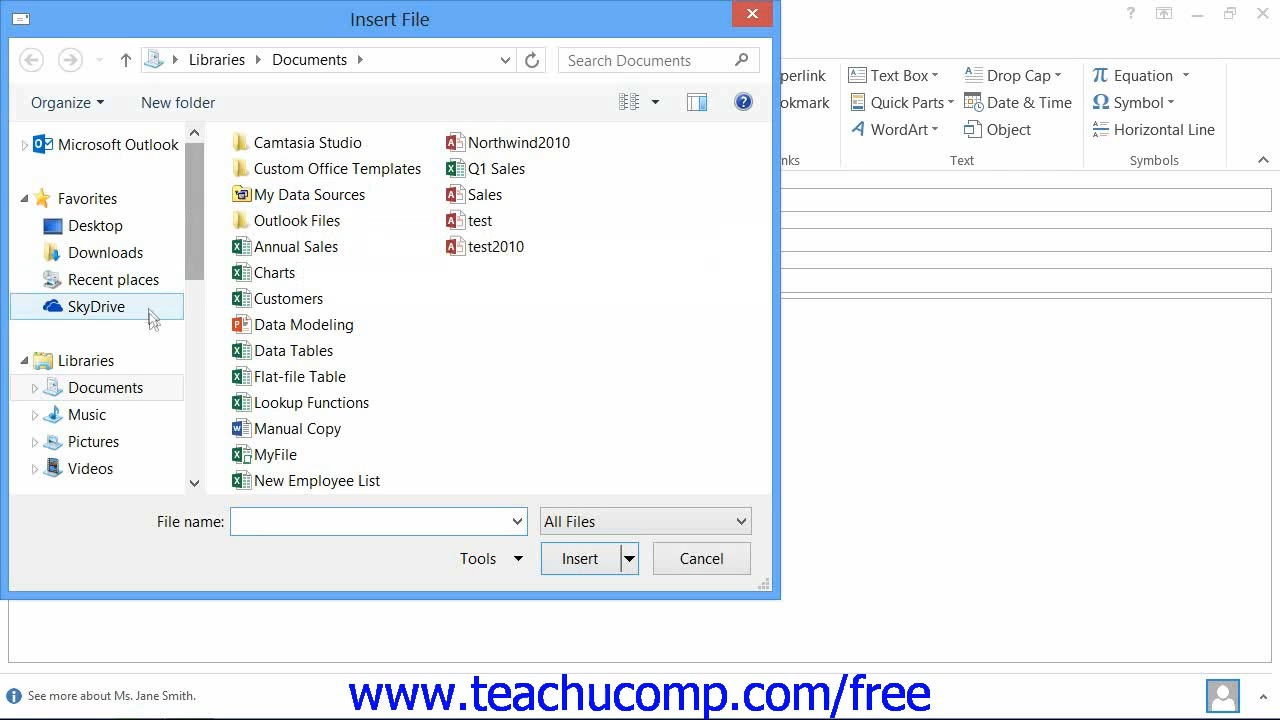 Insert File
Libraries Documents
Search Documents
Organize New folder
Microsoft Outlook
Favorites
Desktop
Downloads
Recent places
SkyDrive
Libraries
Documents
Music
Pictures
Videos
Camtasia Studio
Custom Office Templates
My Data Sources
Outlook Files
Annual Sales
Charts
Customers
Data Modeling
Data Tables
Flat-file Table
Lookup Functions
Manual Copy
MyFile
New Employee List
Northwind2010
Q1 Sales
Sales
test
test2010
File name:
All Files
Tools Insert Cancel
perlink
okmark
nks
Text Box
Quick Parts
WordArt
Drop Cap
Date & Time
Object
Text
Equation
Symbol
Horizontal Line
Symbols
See more about Ms. Jane Smith.
www.teachucomp.com/free